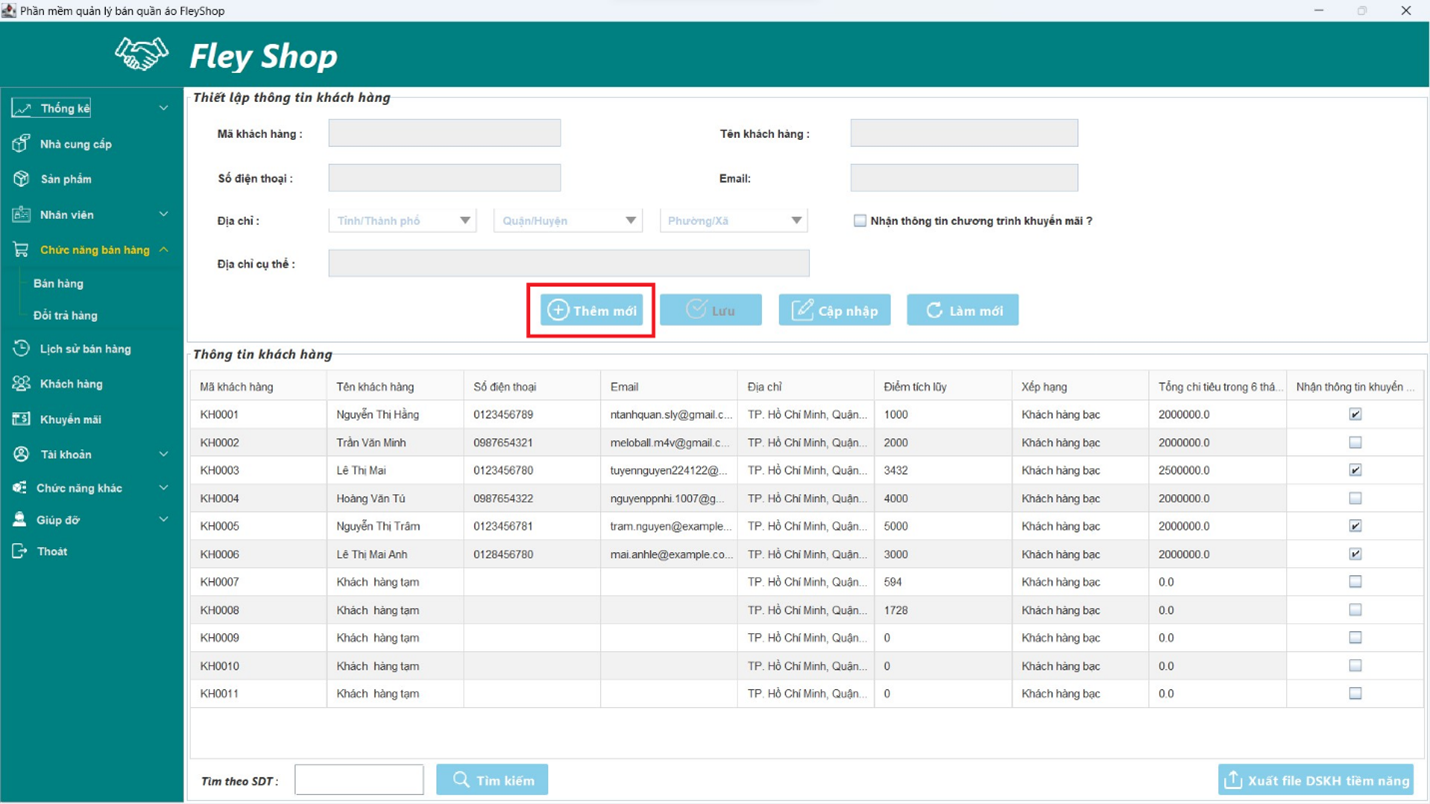 Phần mềm quản lý bán quần áo FleyShop
Fley Shop
Thống kê
Nhà cung cấp
Sản phẩm
Nhân viên
Chức năng bán hàng
Bán hàng
Đổi trả hàng
Lịch sử bán hàng
Khách hàng
Khuyến mãi
Tài khoản
Chức năng khác
Giúp đỡ
Thoát
Thiết lập thông tin khách hàng
Mã khách hàng : Tên khách hàng :
Số điện thoại : Email:
Địa chỉ : Tỉnh/Thành phố Quận/Huyện Phường/Xã Nhận thông tin chương trình khuyến mãi ?
Địa chỉ cụ thể :
Thêm mới Lưu Cập nhập Làm mới
Thông tin khách hàng
Mã khách hàng Tên khách hàng Số điện thoại Email Địa chỉ Điểm tích lũy Xếp hạng Tổng chi tiêu trong 6 thá... Nhận thông tin khuyến ...
KH0001 Nguyễn Thị Hằng 0123456789 ntanhquan.sly@gmail.c... TP. Hồ Chí Minh, Quận... 1000 Khách hàng bạc 2000000.0
KH0002 Trần Văn Minh 0987654321 meloball.m4v@gmail.c... TP. Hồ Chí Minh, Quận... 2000 Khách hàng bạc 2000000.0
KH0003 Lê Thị Mai 0123456780 tuyennguyen224122@... TP. Hồ Chí Minh, Quận... 3432 Khách hàng bạc 2500000.0
KH0004 Hoàng Văn Tú 0987654322 nguyenppnhi.1007@g... TP. Hồ Chí Minh, Quận... 4000 Khách hàng bạc 2000000.0
KH0005 Nguyễn Thị Trâm 0123456781 tram.nguyen@example... TP. Hồ Chí Minh, Quận... 5000 Khách hàng bạc 2000000.0
KH0006 Lê Thị Mai Anh 0128456780 mai.anhle@example.co... TP. Hồ Chí Minh, Quận... 3000 Khách hàng bạc 2000000.0
KH0007 Khách hàng tạm TP. Hồ Chí Minh, Quận... 594 Khách hàng bạc 0.0
KH0008 Khách hàng tạm TP. Hồ Chí Minh, Quận... 1728 Khách hàng bạc 0.0
KH0009 Khách hàng tạm TP. Hồ Chí Minh, Quận... 0 Khách hàng bạc 0.0
KH0010 Khách hàng tạm TP. Hồ Chí Minh, Quận... 0 Khách hàng bạc 0.0
KH0011 Khách hàng tạm TP. Hồ Chí Minh, Quận... 0 Khách hàng bạc 0.0
Tìm theo SDT : Tìm kiếm Xuất file DSKH tiềm năng